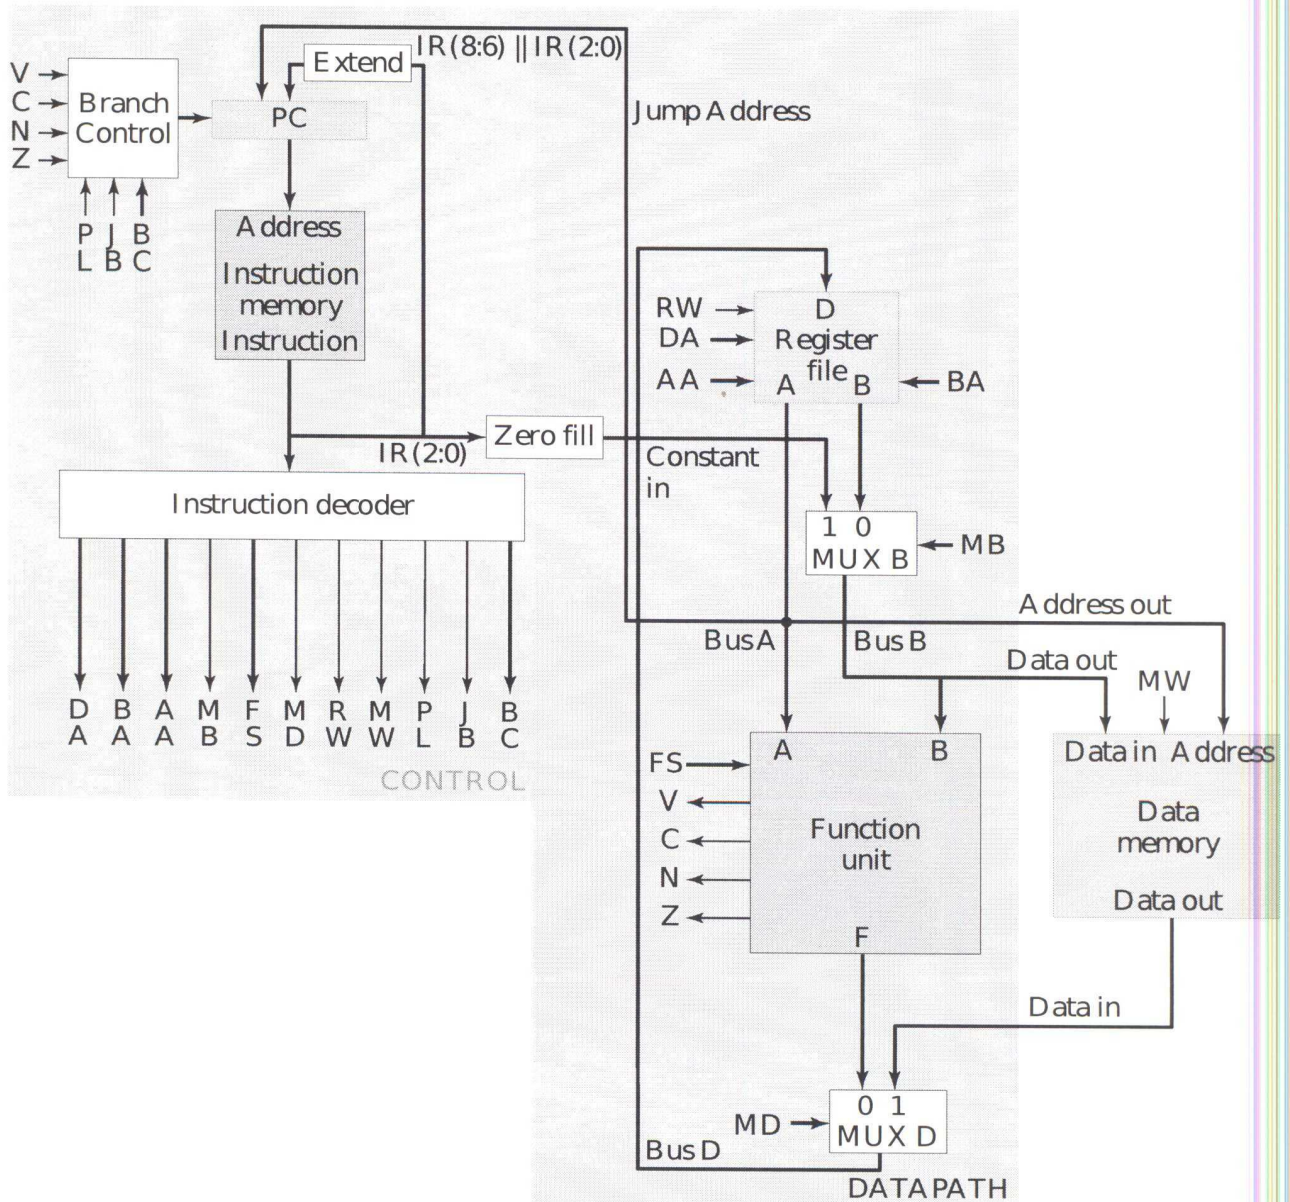 IR(8:6) || IR(2:0)
Extend
V
C
N
Z
Branch
Control
PC
Jump Address
P
L
J
B
B
C
Address
Instruction
memory
Instruction
RW
DA
AA
D
Register
file
A
B
BA
IR(2:0)
Zero fill
Constant
in
Instruction decoder
1 0
MUX B
MB
Address out
Bus A
Bus B
Data out
MW
D
A
B
A
A
A
M
B
F
S
M
D
R
W
M
W
P
L
J
B
B
C
CONTROL
FS
V
C
N
Z
A
B
Function
unit
F
Data in Address
Data
memory
Data out
Data in
0 1
MUX D
MD
Bus D
DATAPATH